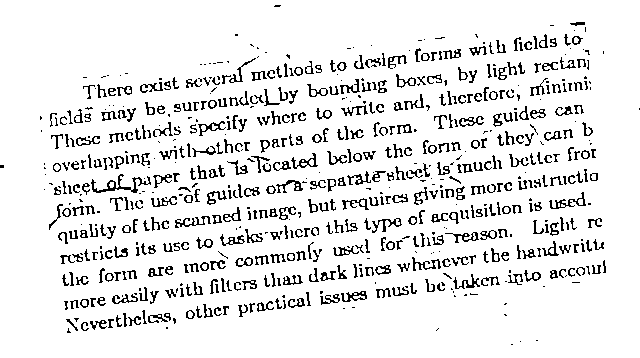 There exist several methods to design forms with fields to
fields may be surrounded by bounding boxes, by light rectan
These methods specify where to write and, therefore, minimi
overlapping with other parts of the form. These guides can
sheet of paper that is located below the form or they can b
form. The use of guides on a separate sheet is much better fror
quality of the scanned image, but requires giving more instructio
restricts its use to tasks where this type of acquisition is used.
the form are more commonly used for this reason. Light re
more easily with filters than dark lines whenever the handwritt
Nevertheless, other practical issues must be taken into accoun